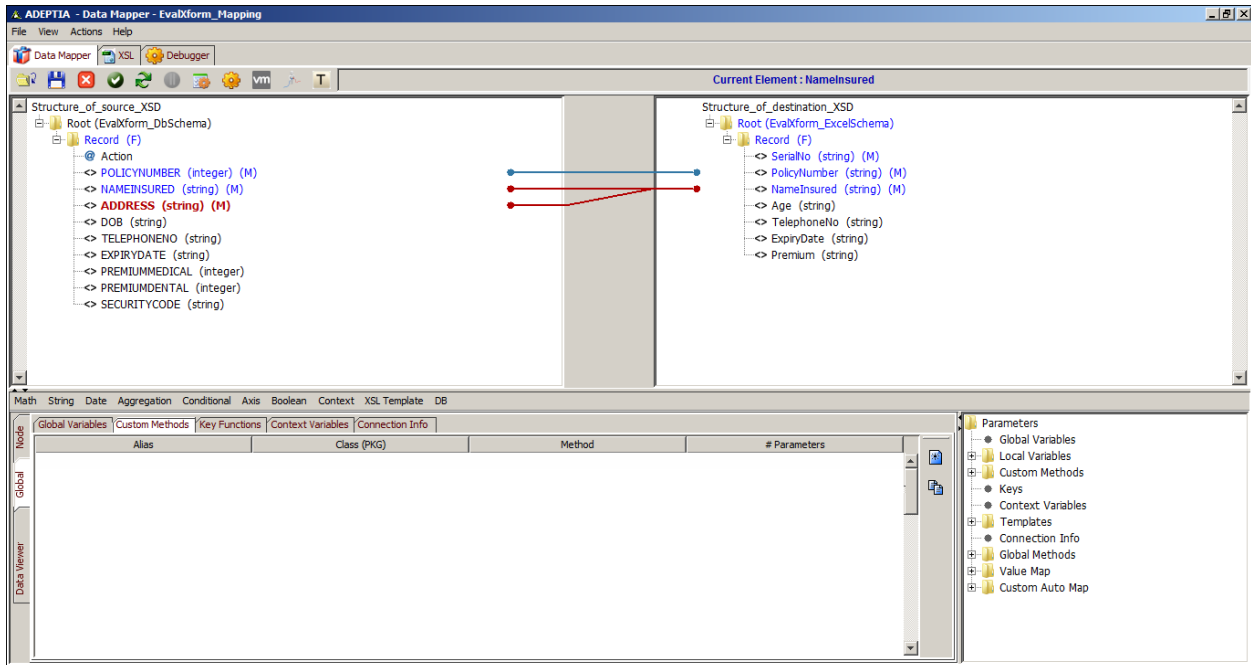 ADEPTIA - Data Mapper - EvalXform_Mapping
File View Actions Help
Data Mapper XSL Debugger
vm T Current Element : NameInsured
Structure_of_source_XSD
Root (EvalXform_DbSchema)
Record (F)
@ Action
<> POLICYNUMBER (integer) (M)
<> NAMEINSURED (string) (M)
<> ADDRESS (string) (M)
<> DOB (string)
<> TELEPHONENO (string)
<> EXPIRYDATE (string)
<> PREMIUMMEDICAL (integer)
<> PREMIUMDENTAL (integer)
<> SECURITYCODE (string)
Structure_of_destination_XSD
Root (EvalXform_ExcelSchema)
Record (F)
<> SerialNo (string) (M)
<> PolicyNumber (string) (M)
<> NameInsured (string) (M)
<> Age (string)
<> TelephoneNo (string)
<> ExpiryDate (string)
<> Premium (string)
Math String Date Aggregation Conditional Axis Boolean Context XSL Template DB
Node
Global
Data Viewer
Global Variables Custom Methods Key Functions Context Variables Connection Info
Alias Class (PKG) Method # Parameters
Parameters
Global Variables
Local Variables
Custom Methods
Keys
Context Variables
Templates
Connection Info
Global Methods
Value Map
Custom Auto Map